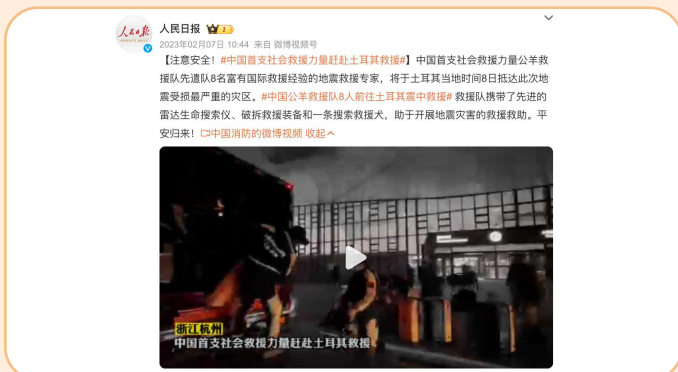 人民日报
2023年02月07日 10:44 来自 微博视频号
【注意安全！#中国首支社会救援力量赶赴土耳其救援#】中国首支社会救援力量公羊救
援队先遣队8名富有国际救援经验的地震救援专家，将于土耳其当地时间8日抵达此次地
震受损最严重的灾区。#中国公羊救援队8人前往土耳其震中救援# 救援队携带了先进的
雷达生命搜索仪、破拆救援装备和一条搜索救援犬，助于开展地震灾害的救援救助。平
安归来！中国消防的微博视频 收起
浙江杭州
中国首支社会救援力量赶赴土耳其救援